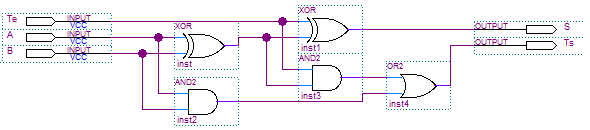 Te INPUT
VCC
A INPUT
VCC
B INPUT
VCC
XOR
inst
XOR
inst1
AND2
inst2
AND2
inst3
OR2
inst4
OUTPUT S
OUTPUT Ts